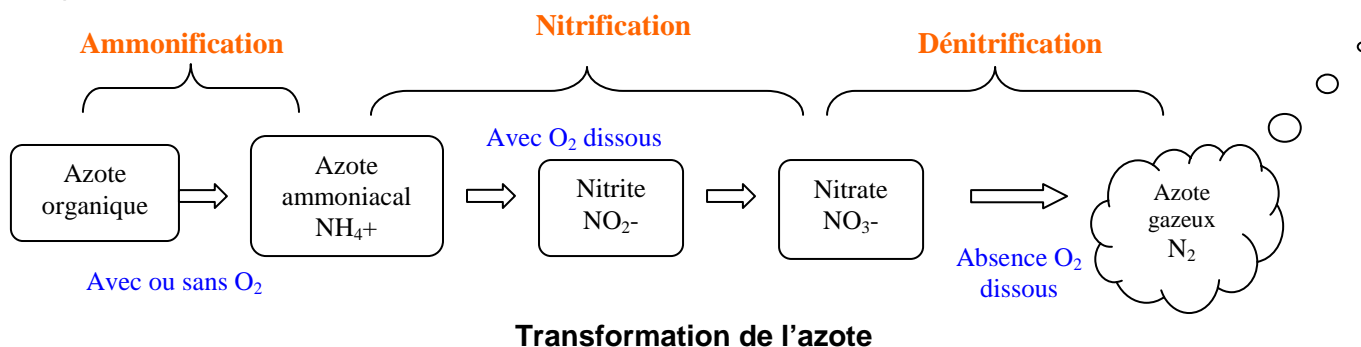 Ammonification
Nitrification
Dénitrification
Azote
organique
Avec ou sans O₂
Azote
ammoniacal
NH₄+
Avec O₂ dissous
Nitrite
NO₂-
Nitrate
NO₃-
Absence O₂
dissous
Azote
gazeux
N₂
Transformation de l’azote